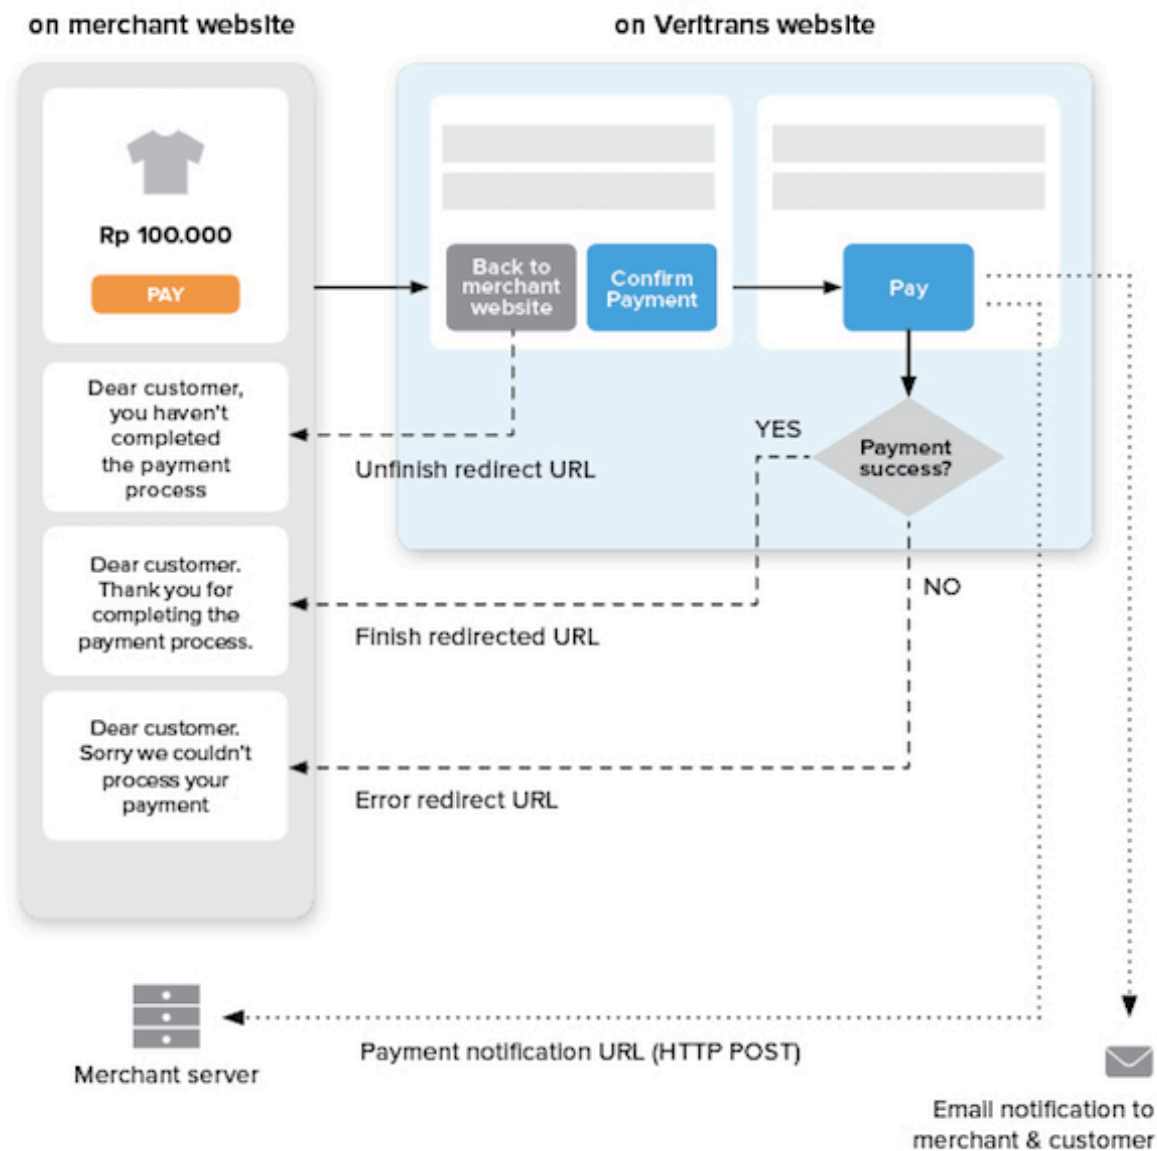 on merchant website
on Veritrans website
Rp 100.000
PAY
Back to
merchant
website
Confirm
Payment
Pay
Dear customer,
you haven't
completed
the payment
process
Unfinish redirect URL
YES
Payment
success?
NO
Dear customer.
Thank you for
completing the
payment process.
Finish redirected URL
Dear customer.
Sorry we couldn't
process your
payment
Error redirect URL
Merchant server
Payment notification URL (HTTP POST)
Email notification to
merchant & customer